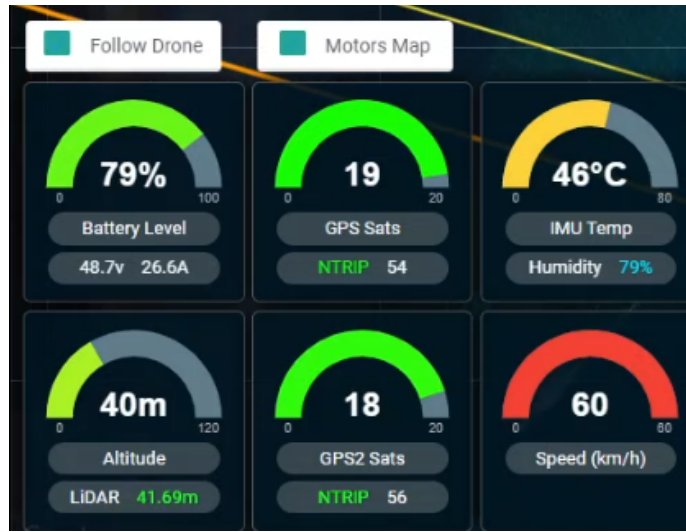 Follow Drone Motors Map
79% 19 46°C
0 100 0 20 0 80
Battery Level GPS Sats IMU Temp
48.7v 26.6A NTRIP 54 Humidity 79%
40m 18 60
0 120 0 20 0 60
Altitude GPS2 Sats Speed (km/h)
LiDAR 41.69m NTRIP 56